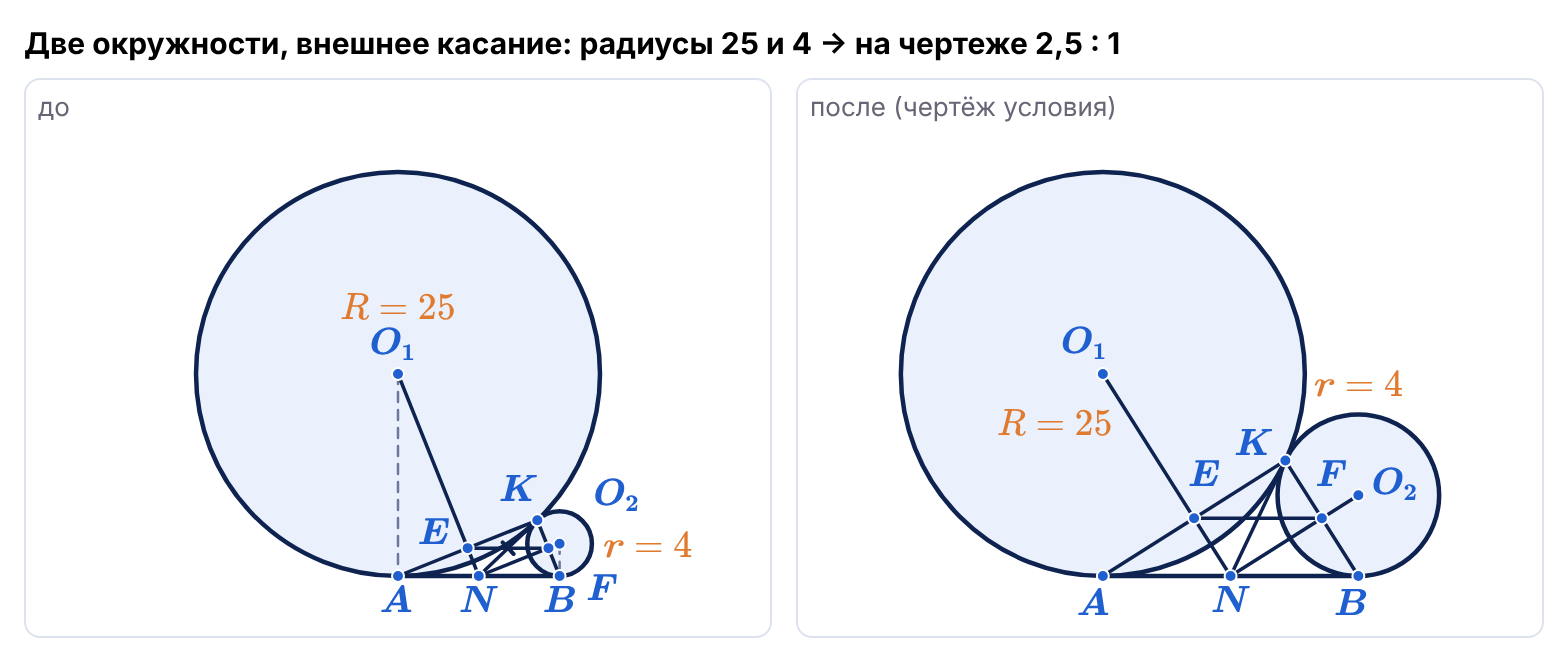 Две окружности, внешнее касание: радиусы 25 и 4 → на чертеже 2,5 : 1
до
R = 25
O₁
K
O₂
E
r = 4
A
N
B
F
после (чертёж условия)
O₁
r = 4
R = 25
K
E
F
O₂
A
N
B